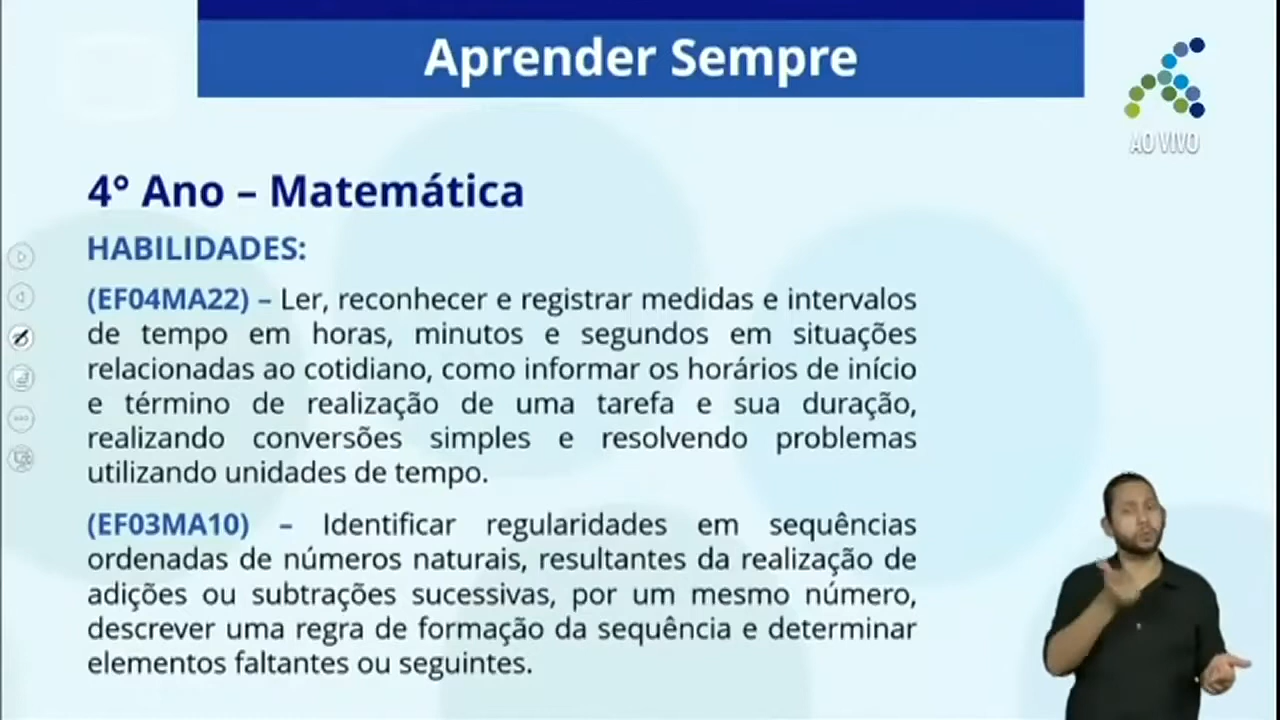 Aprender Sempre
AO VIVO
4° Ano – Matemática
HABILIDADES:
(EF04MA22) – Ler, reconhecer e registrar medidas e intervalos
de tempo em horas, minutos e segundos em situações
relacionadas ao cotidiano, como informar os horários de início
e término de realização de uma tarefa e sua duração,
realizando conversões simples e resolvendo problemas
utilizando unidades de tempo.
(EF03MA10) – Identificar regularidades em sequências
ordenadas de números naturais, resultantes da realização de
adições ou subtrações sucessivas, por um mesmo número,
descrever uma regra de formação da sequência e determinar
elementos faltantes ou seguintes.